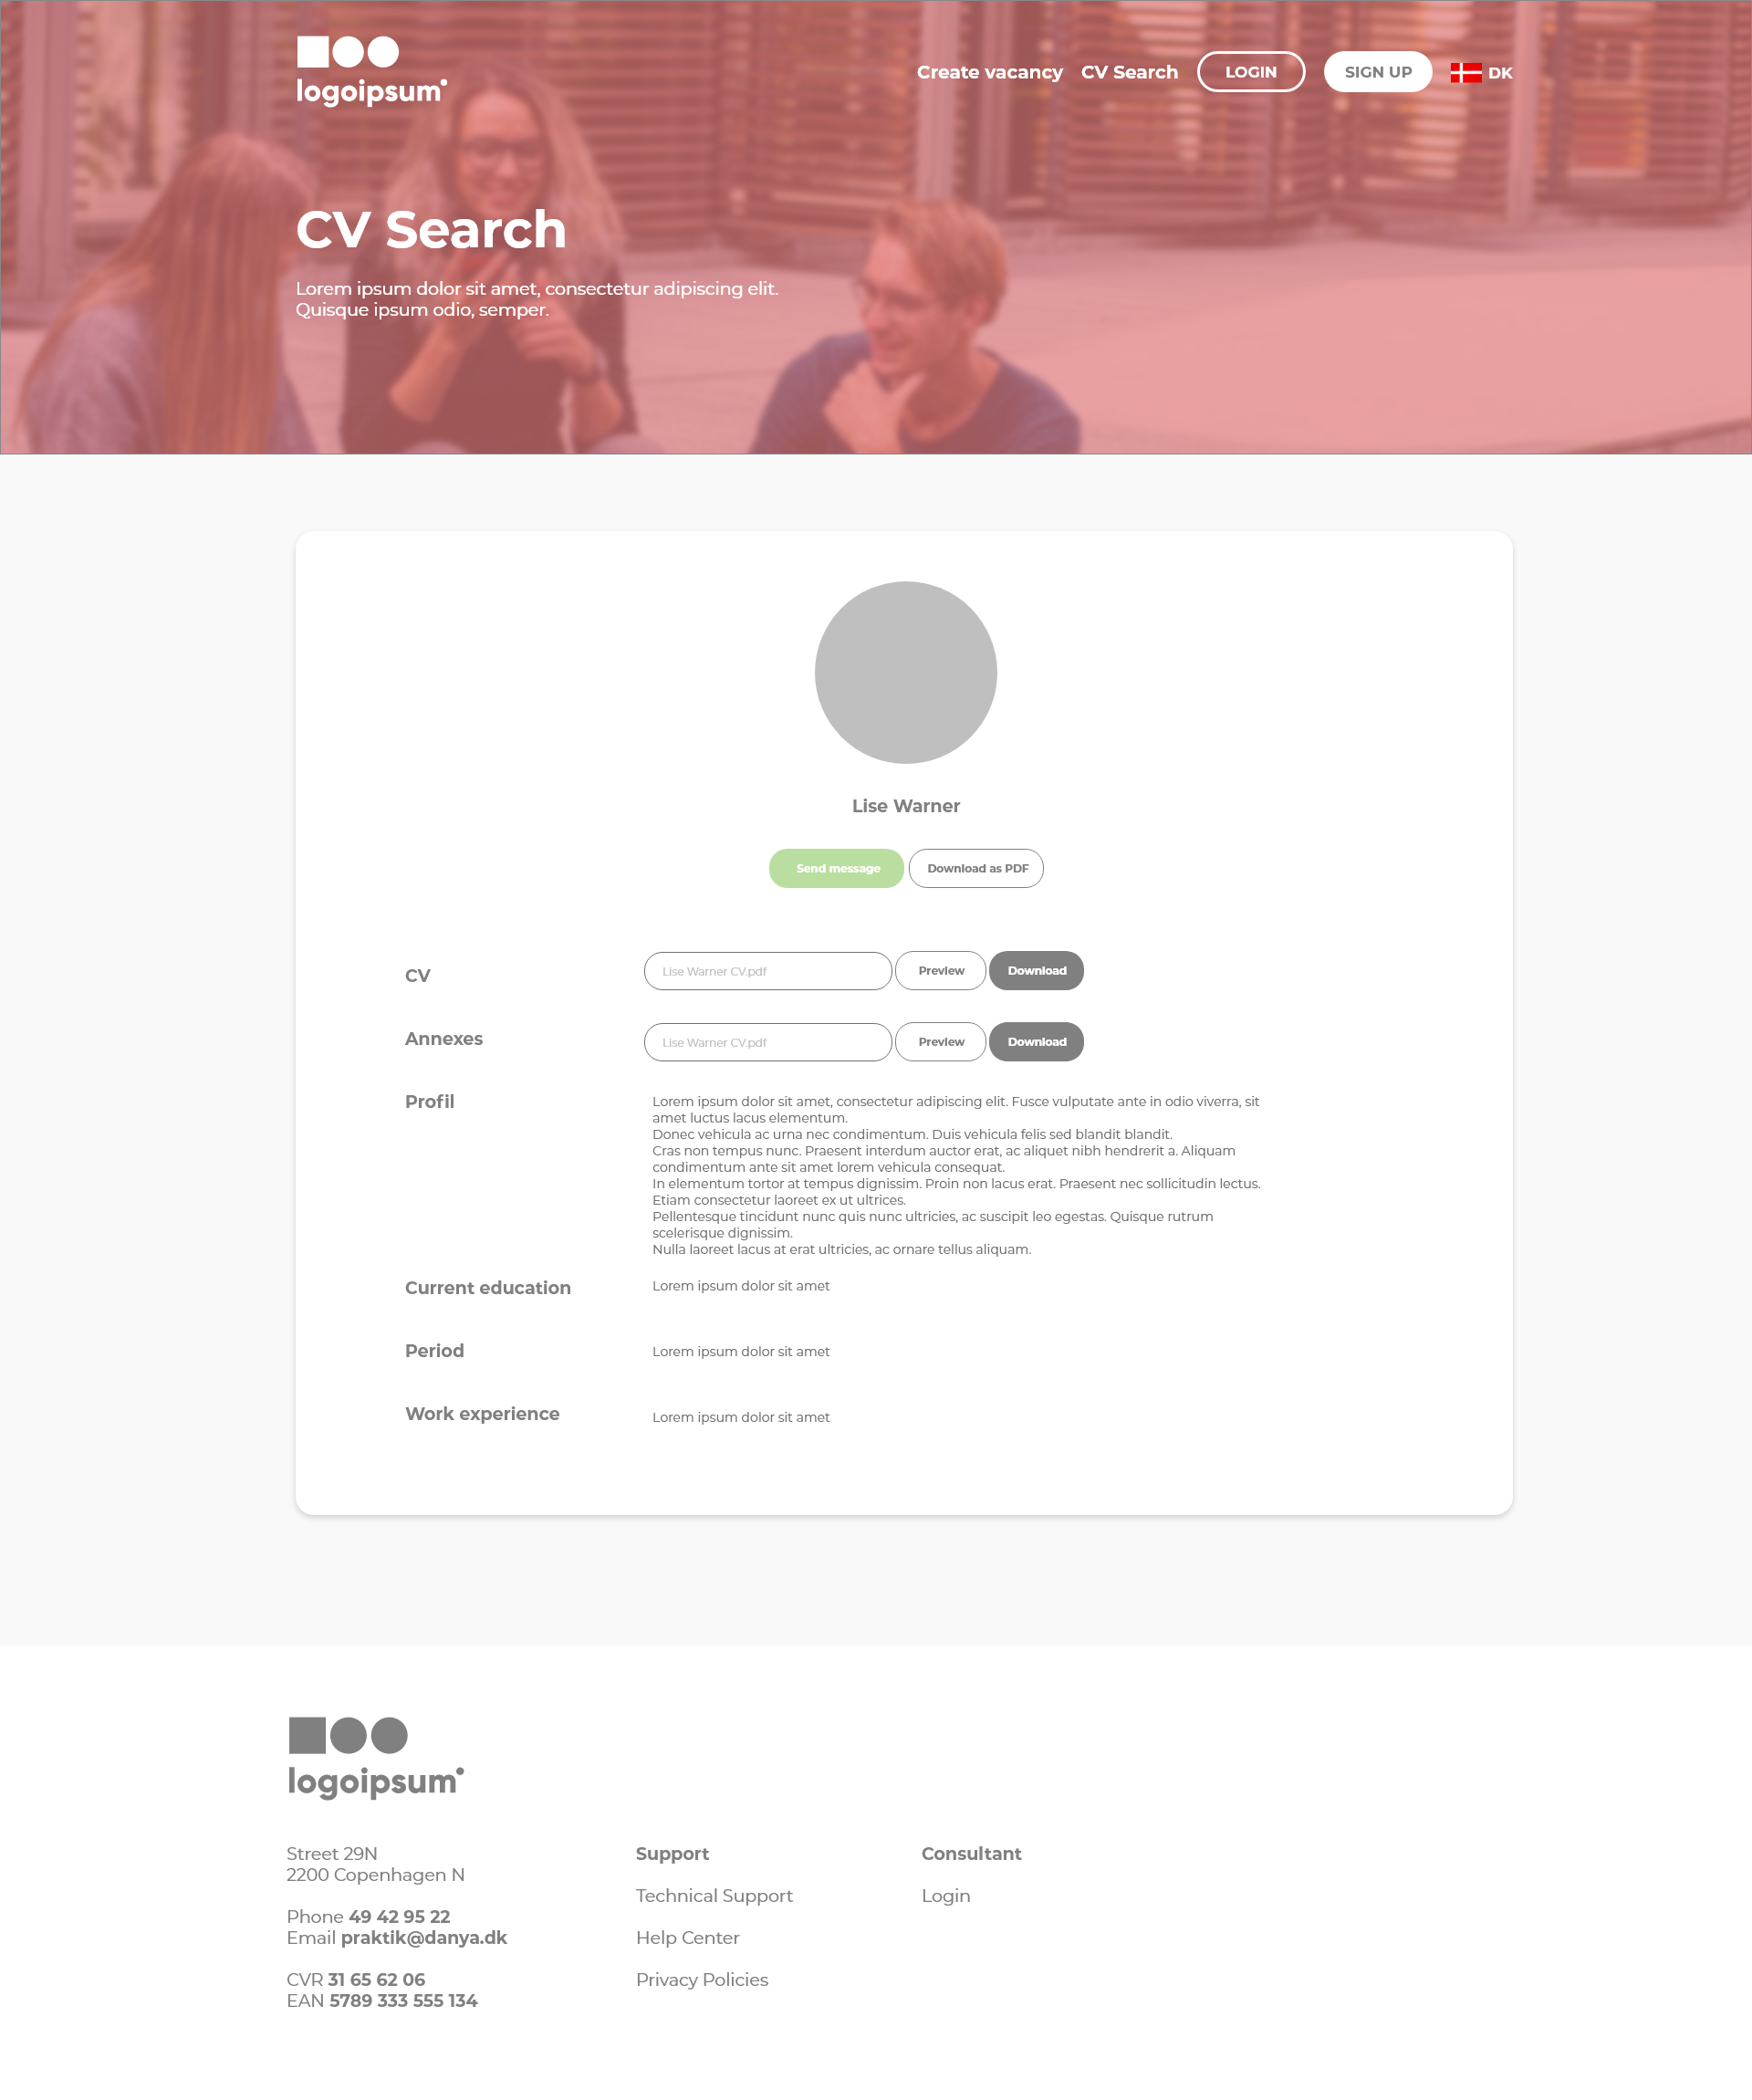 logoipsum
Create vacancy CV Search LOGIN SIGN UP DK
CV Search
Lorem ipsum dolor sit amet, consectetur adipiscing elit.
Quisque ipsum odio, semper.
Lise Warner
Send message Download as PDF
CV Lise Warner CV.pdf Preview Download
Annexes Lise Warner CV.pdf Preview Download
Profil Lorem ipsum dolor sit amet, consectetur adipiscing elit. Fusce vulputate ante in odio viverra, sit
amet luctus lacus elementum.
Donec vehicula ac urna nec condimentum. Duis vehicula felis sed blandit blandit.
Cras non tempus nunc. Praesent interdum auctor erat, ac aliquet nibh hendrerit a. Aliquam
condimentum ante sit amet lorem vehicula consequat.
In elementum tortor at tempus dignissim. Proin non lacus erat. Praesent nec sollicitudin lectus.
Etiam consectetur laoreet ex ut ultrices.
Pellentesque tincidunt nunc quis nunc ultricies, ac suscipit leo egestas. Quisque rutrum
scelerisque dignissim.
Nulla laoreet lacus at erat ultricies, ac ornare tellus aliquam.
Current education Lorem ipsum dolor sit amet
Period Lorem ipsum dolor sit amet
Work experience Lorem ipsum dolor sit amet
logoipsum
Street 29N
2200 Copenhagen N
Phone 49 42 95 22
Email praktik@danya.dk
CVR 31 65 62 06
EAN 5789 333 555 134
Support
Technical Support
Help Center
Privacy Policies
Consultant
Login